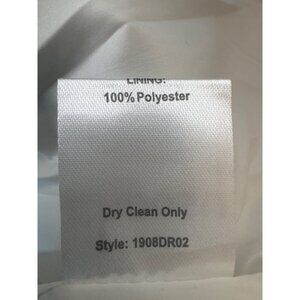 LINING:
100% Polyester
Dry Clean Only
Style: 1908DR02